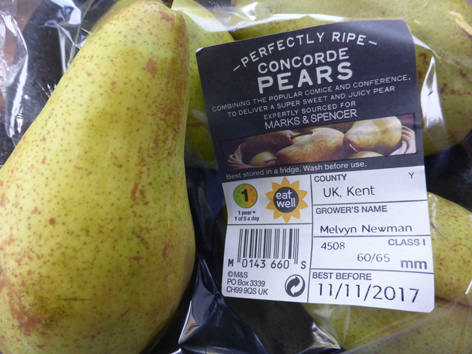 PERFECTLY RIPE
CONCORDE
PEARS
COMBINING THE POPULAR COMICE AND CONFERENCE,
TO DELIVER A SUPER SWEET AND JUICY PEAR
EXPERTLY SOURCED FOR
MARKS & SPENCER
Best stored in a fridge. Wash before use.
1
1 pear =
1 of 5 a day
eat
well
M 0143 660 S
©M&S
PO Box 3339
CH99 9QS UK
COUNTY Y
UK, Kent
GROWER'S NAME
Melvyn Newman
4508 CLASS I
60/65 mm
BEST BEFORE
11/11/2017